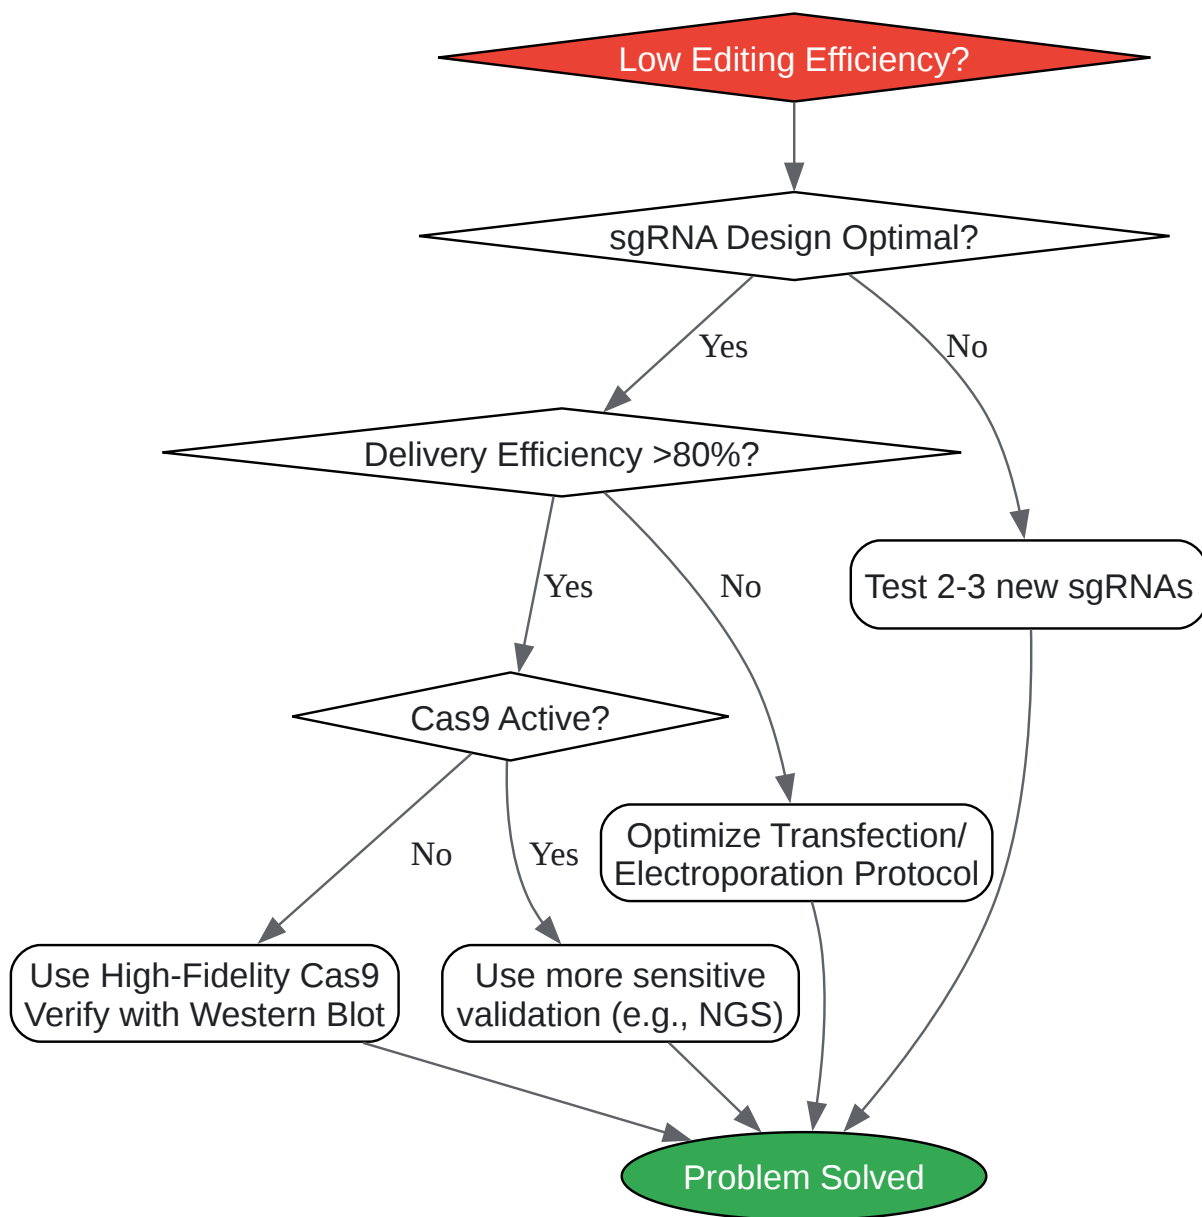 Low Editing Efficiency?
sgRNA Design Optimal?
Yes
No
Delivery Efficiency >80%?
Yes
No
Test 2-3 new sgRNAs
Cas9 Active?
No
Yes
Optimize Transfection/
Electroporation Protocol
Use High-Fidelity Cas9
Verify with Western Blot
Use more sensitive
validation (e.g., NGS)
Problem Solved